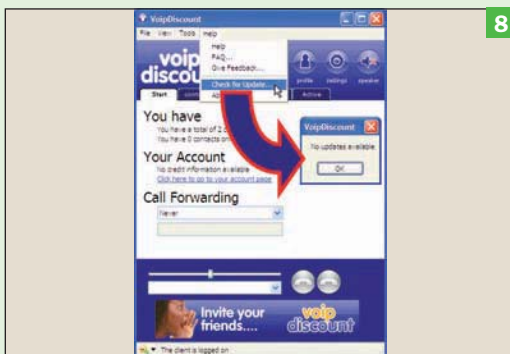 8
VoipDiscount
File View Tools Help
Help
FAQ...
Give Feedback...
Check for Update...
voip
discou
profile settings speaker
Start Active
You have
You have a total of 2
You have 0 contacts on
VoipDiscount
No updates available
OK
Your Account
No credit information available
Click here to go to your account page
Call Forwarding
Never
Invite your
friends....
voip
discount
The client is logged on